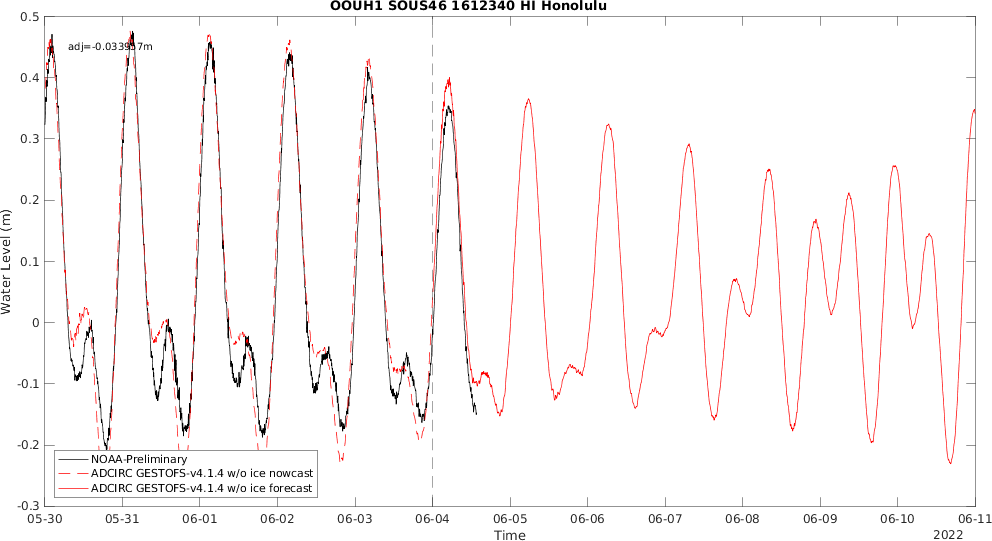 OOUH1 SOUS46 1612340 HI Honolulu
0.5
0.4
0.3
0.2
0.1
0
-0.1
-0.2
-0.3
Water Level (m)
NOAA-Preliminary
ADCIRC GESTOFS-v4.1.4 w/o ice nowcast
ADCIRC GESTOFS-v4.1.4 w/o ice forecast
05-30 05-31 06-01 06-02 06-03 06-04 06-05 06-06 06-07 06-08 06-09 06-10 06-11
Time
2022